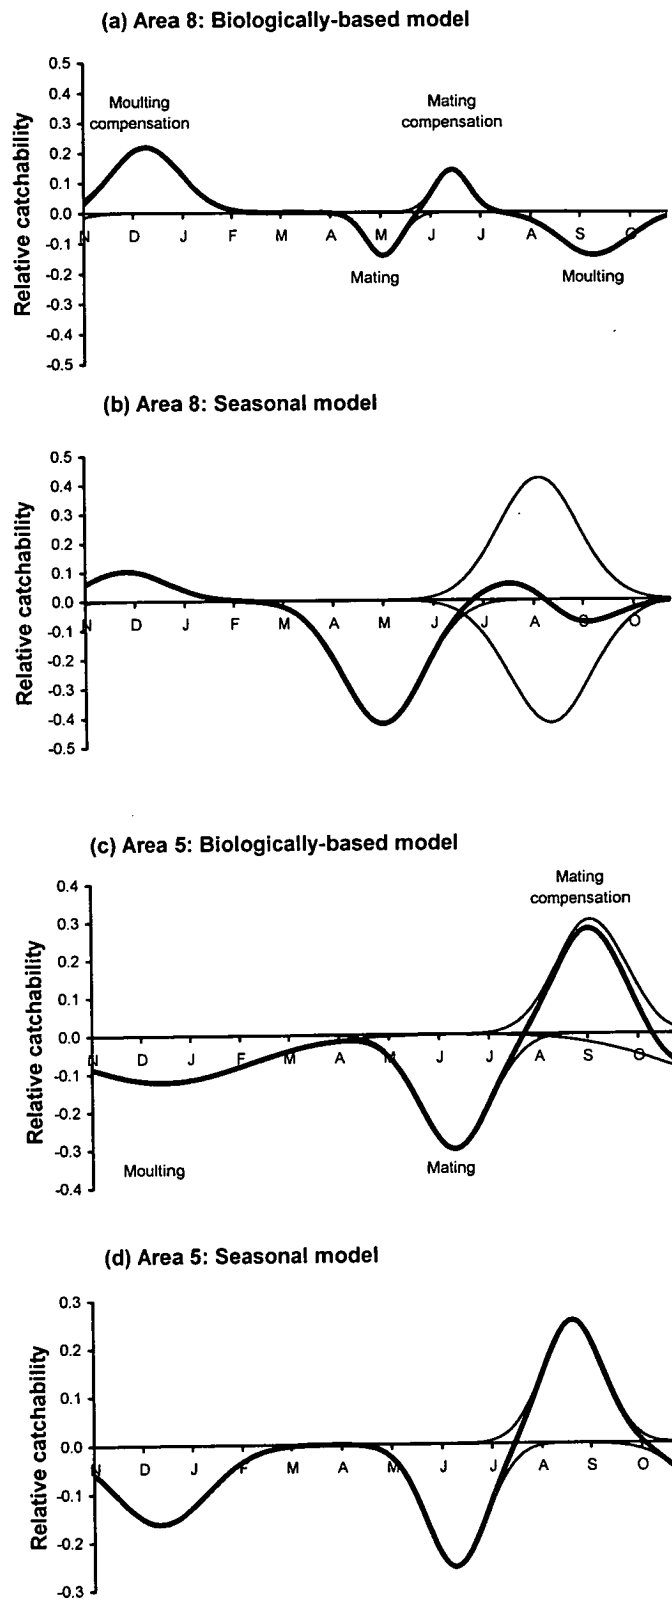 (a) Area 8: Biologically-based model
Relative catchability
0.5
0.4
0.3
0.2
0.1
0.0
-0.1
-0.2
-0.3
-0.4
-0.5
Moulting
compensation
Mating
compensation
N D J F M A M J J A S O
Mating
Moulting
(b) Area 8: Seasonal model
Relative catchability
0.5
0.4
0.3
0.2
0.1
0.0
-0.1
-0.2
-0.3
-0.4
-0.5
N D J F M A M J J A S O
(c) Area 5: Biologically-based model
Relative catchability
0.4
0.3
0.2
0.1
0.0
-0.1
-0.2
-0.3
-0.4
Mating
compensation
N D J F M A M J J A S O
Moulting
Mating
(d) Area 5: Seasonal model
Relative catchability
0.3
0.2
0.1
0.0
-0.1
-0.2
-0.3
N D J F M A M J J A S O